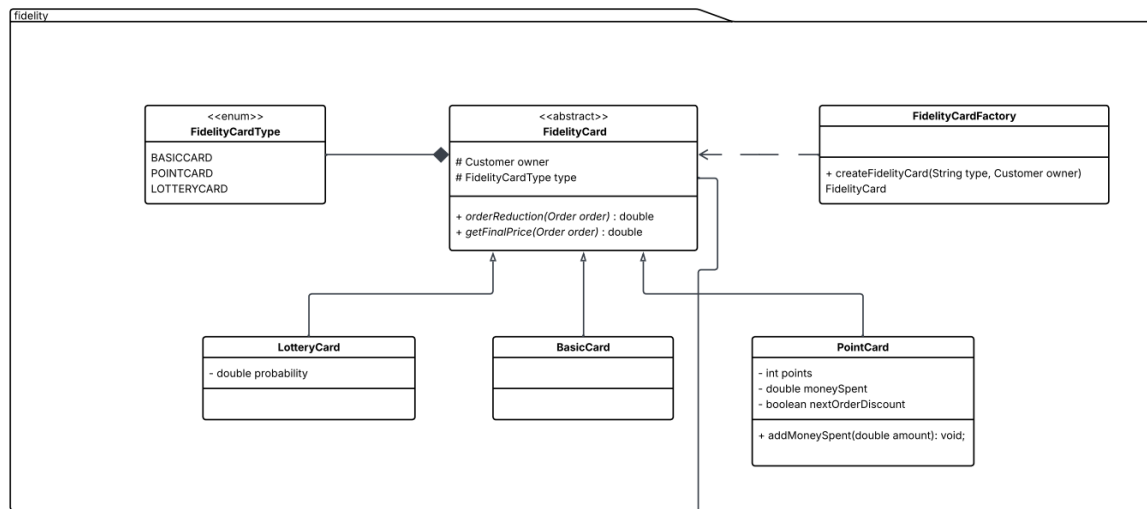 fidelity
<<enum>>
FidelityCardType
BASICCARD
POINTCARD
LOTTERYCARD
<<abstract>>
FidelityCard
# Customer owner
# FidelityCardType type
+ orderReduction(Order order) : double
+ getFinalPrice(Order order) : double
FidelityCardFactory
+ createFidelityCard(String type, Customer owner)
FidelityCard
LotteryCard
- double probability
BasicCard
PointCard
- int points
- double moneySpent
- boolean nextOrderDiscount
+ addMoneySpent(double amount): void;